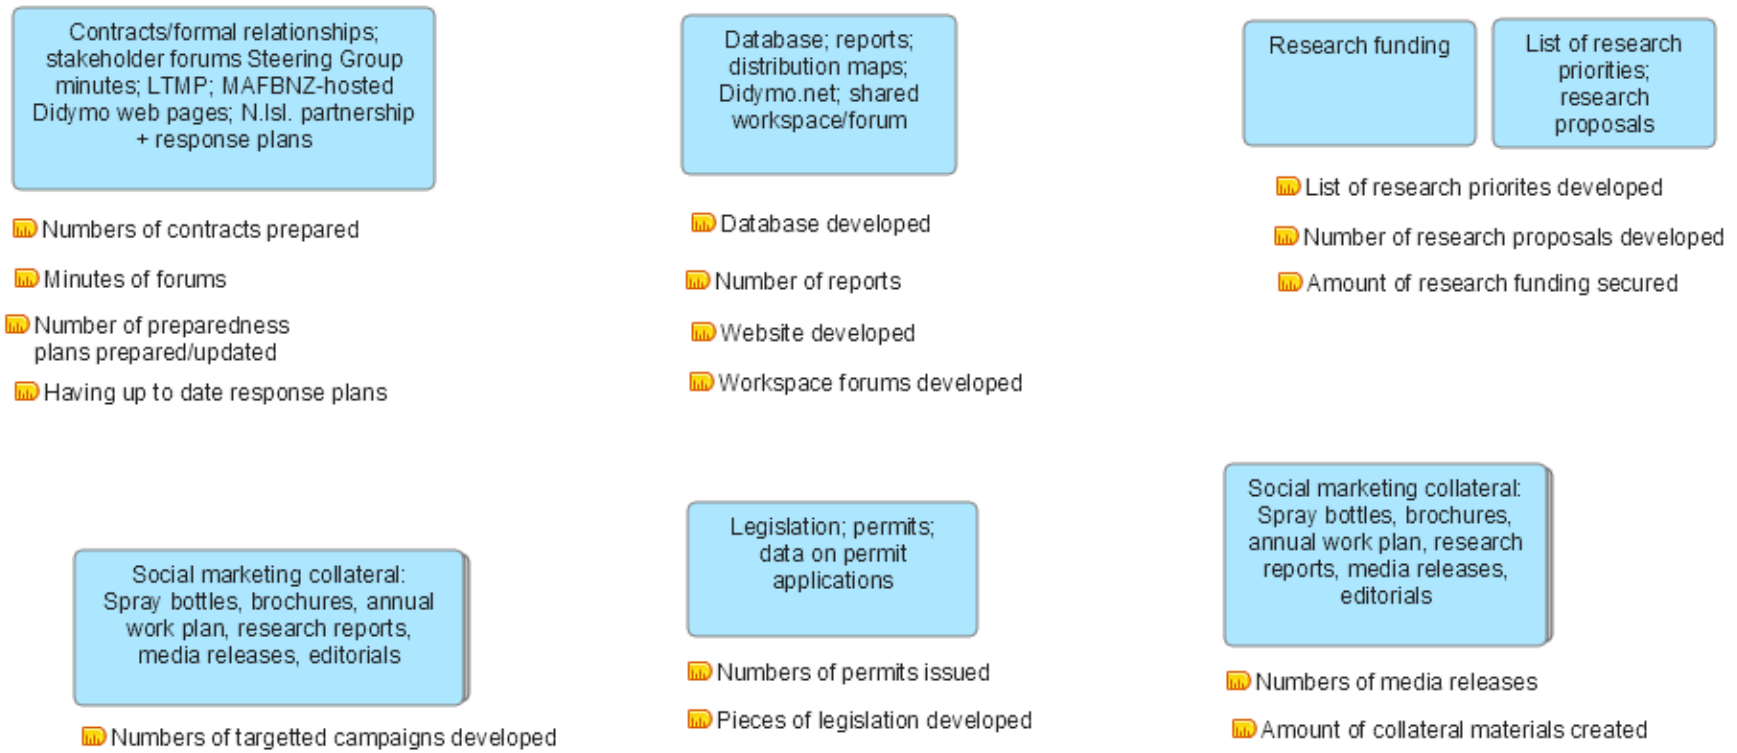 Contracts/formal relationships;
stakeholder forums Steering Group
minutes; LTMP; MAFBNZ-hosted
Didymo web pages; N.Isl. partnership
+ response plans
Numbers of contracts prepared
Minutes of forums
Number of preparedness
plans prepared/updated
Having up to date response plans
Database; reports;
distribution maps;
Didymo.net; shared
workspace/forum
Database developed
Number of reports
Website developed
Workspace forums developed
Research funding
List of research
priorities;
research
proposals
List of research priorites developed
Number of research proposals developed
Amount of research funding secured
Social marketing collateral:
Spray bottles, brochures, annual
work plan, research reports,
media releases, editorials
Numbers of targetted campaigns developed
Legislation; permits;
data on permit
applications
Numbers of permits issued
Pieces of legislation developed
Social marketing collateral:
Spray bottles, brochures,
annual work plan, research
reports, media releases,
editorials
Numbers of media releases
Amount of collateral materials created